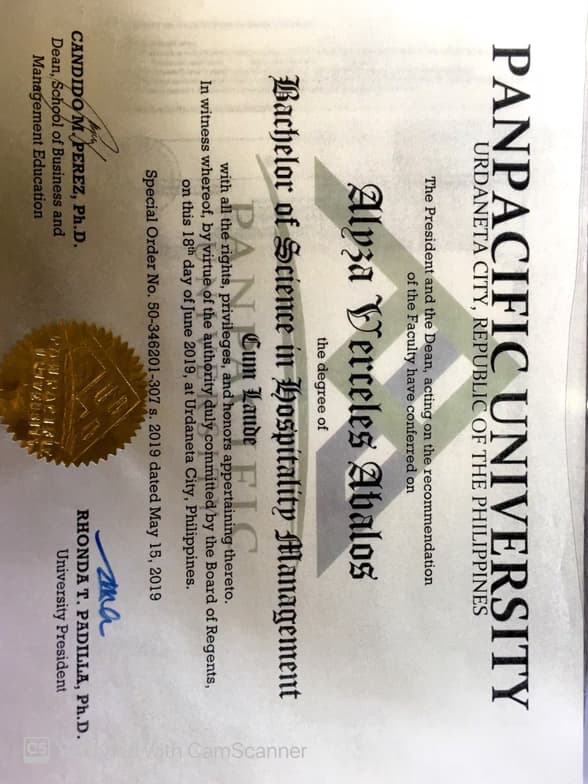 PANPACIFIC UNIVERSITY
URDANETA CITY, REPUBLIC OF THE PHILIPPINES
The President and the Dean, acting on the recommendation
of the Faculty have conferred on
Alyza Verceles Abalos
the degree of
Bachelor of Science in Hospitality Management
Cum Laude
with all the rights, privileges, and honors appertaining thereto.
In witness whereof, by virtue of the authority duly committed by the Board of Regents,
on this 18th day of June 2019, at Urdaneta City, Philippines.
Special Order No. 50-346201-307 s. 2019 dated May 15, 2019
CANDIDO M. PEREZ, Ph.D.
Dean, School of Business and
Management Education
RHONDA T. PADILLA, Ph.D.
University President
PANPACIFIC
UNIVERSITY
CS
with CamScanner